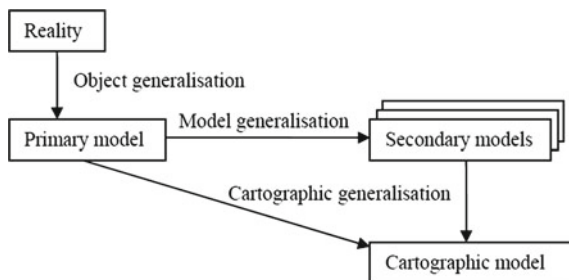 Reality
Object generalisation
Model generalisation
Primary model
Secondary models
Cartographic generalisation
Cartographic model